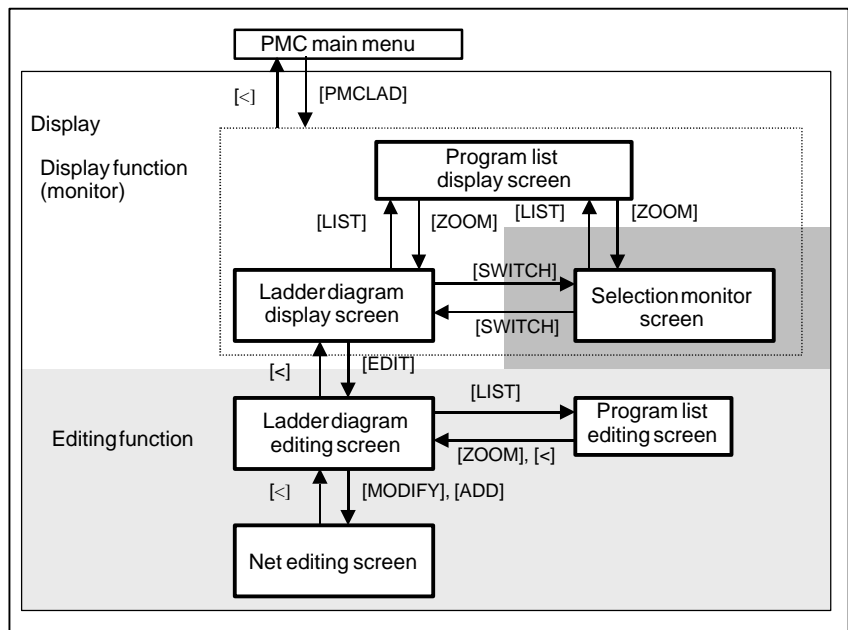 PMC main menu
[<]
[PMCLAD]
Display
Display function
(monitor)
Program list
display screen
[LIST]
[ZOOM]
[LIST]
[ZOOM]
Ladder diagram
display screen
[SWITCH]
[SWITCH]
Selection monitor
screen
[<]
[EDIT]
Editing function
Ladder diagram
editing screen
[LIST]
[ZOOM], [<]
Program list
editing screen
[<]
[MODIFY], [ADD]
Net editing screen